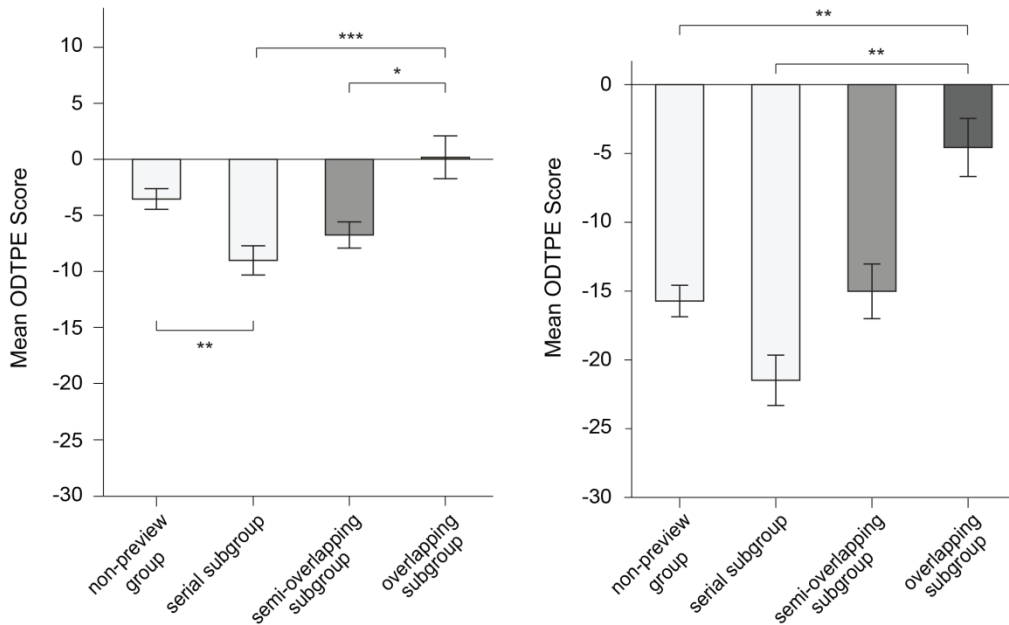 Mean ODTPE Score
10
5
0
-5
-10
-15
-20
-25
-30
***
*
**
non-preview
group
serial subgroup
semi-overlapping
subgroup
overlapping
subgroup
Mean ODTPE Score
0
-5
-10
-15
-20
-25
-30
**
**
non-preview
group
serial subgroup
semi-overlapping
subgroup
overlapping
subgroup